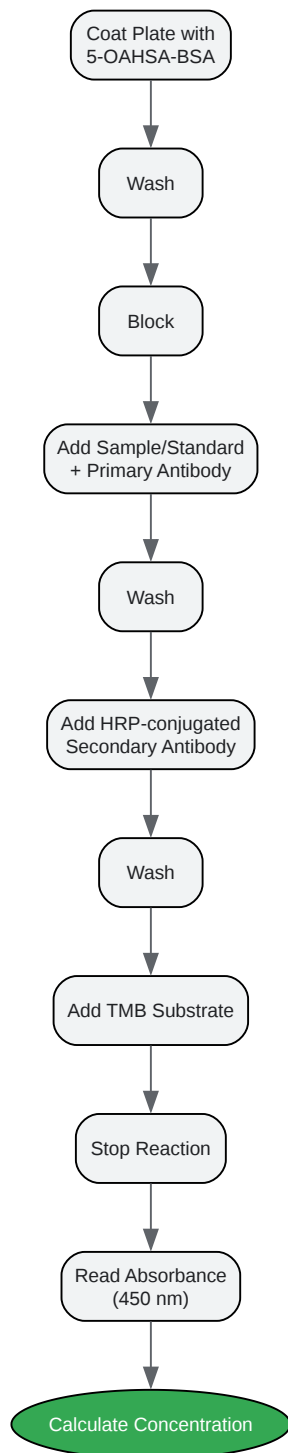 Coat Plate with
5-OAHSA-BSA
Wash
Block
Add Sample/Standard
+ Primary Antibody
Wash
Add HRP-conjugated
Secondary Antibody
Wash
Add TMB Substrate
Stop Reaction
Read Absorbance
(450 nm)
Calculate Concentration